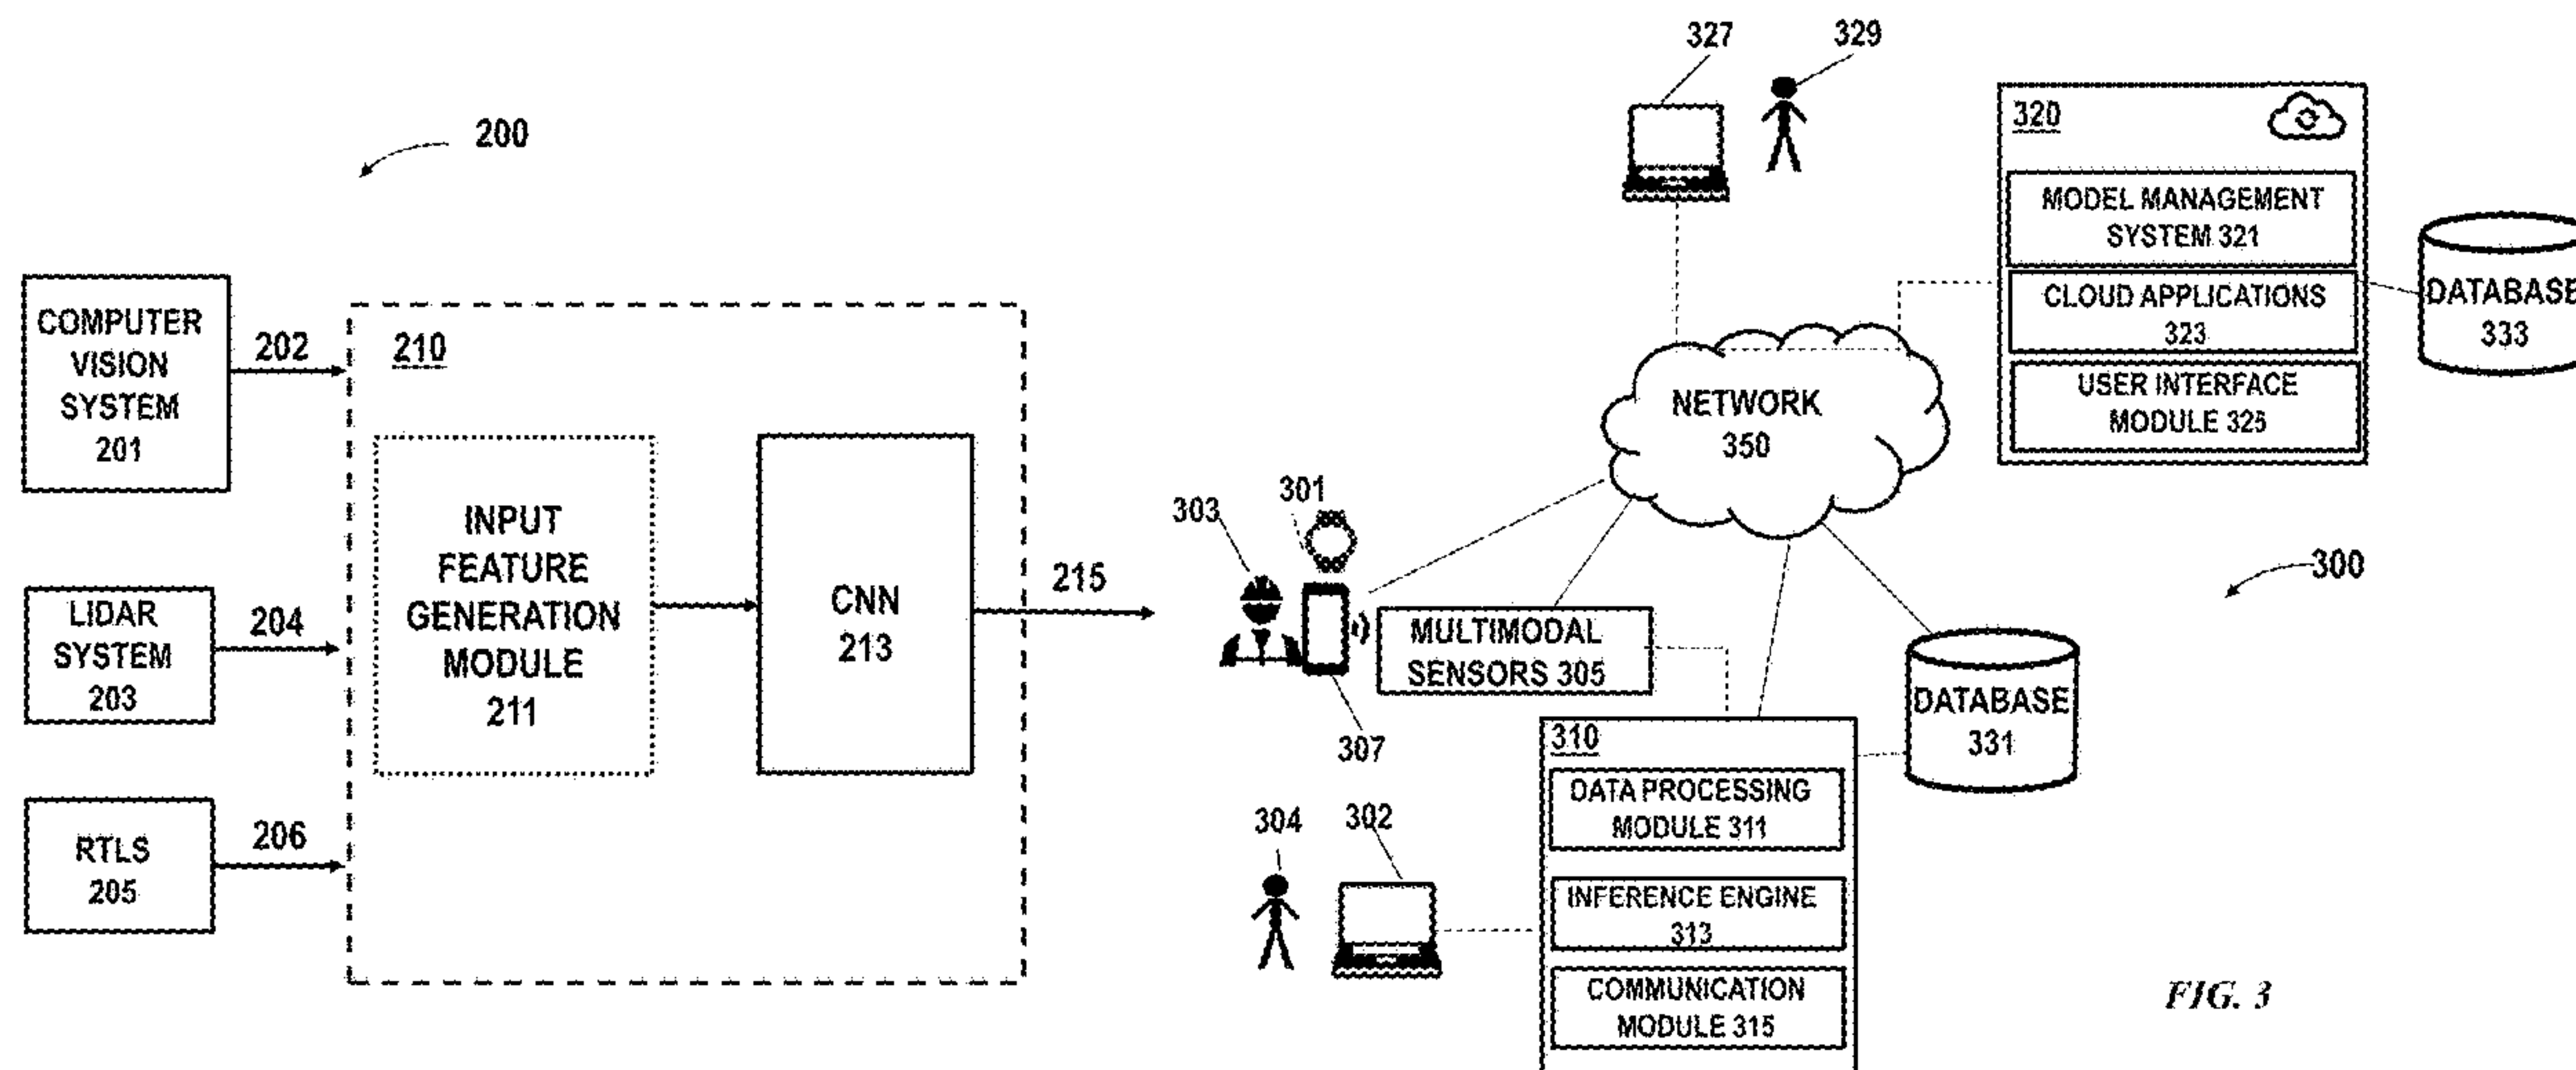 200
COMPUTER
VISION
SYSTEM
201
202
LIDAR
SYSTEM
203
204
RTLS
205
206
210
INPUT
FEATURE
GENERATION
MODULE
211
CNN
213
215
327
329
320
MODEL MANAGEMENT
SYSTEM 321
CLOUD APPLICATIONS
323
USER INTERFACE
MODULE 325
DATABASE
333
NETWORK
350
303
301
MULTIMODAL
SENSORS 305
307
300
DATABASE
331
310
DATA PROCESSING
MODULE 311
INFERENCE ENGINE
313
COMMUNICATION
MODULE 315
304
302
FIG. 3